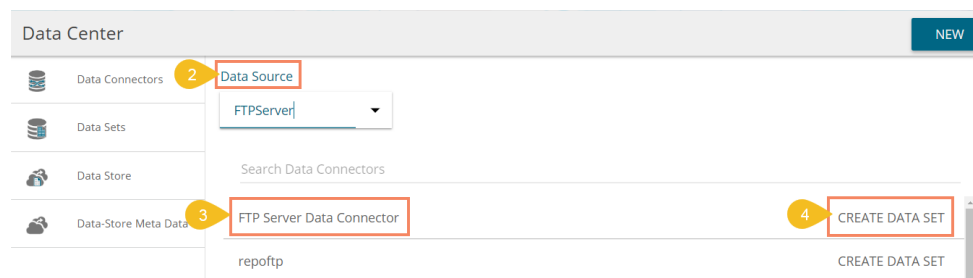 Data Center
NEW
Data Connectors
2
Data Source
FTPServer
Data Sets
Search Data Connectors
Data Store
3
FTP Server Data Connector
4
CREATE DATA SET
Data-Store Meta Data
repoftp
CREATE DATA SET